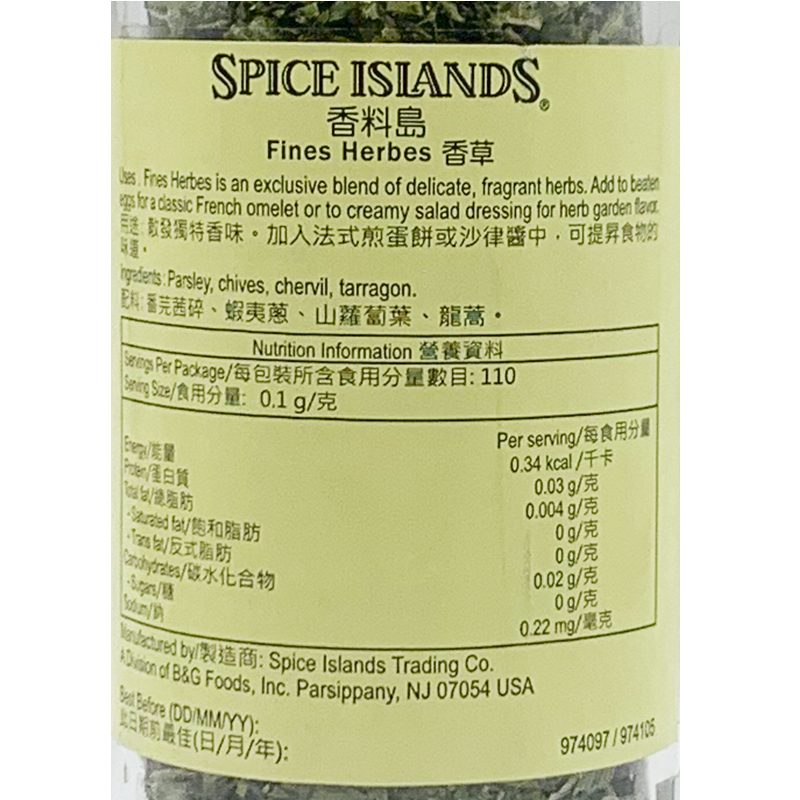 SPICE ISLANDS®
香料島
Fines Herbes 香草
Uses : Fines Herbes is an exclusive blend of delicate, fragrant herbs. Add to beaten
eggs for a classic French omelet or to creamy salad dressing for herb garden flavor.
用途: 散發獨特香味。加入法式煎蛋餅或沙律醬中，可提昇食物的
味道。
Ingredients: Parsley, chives, chervil, tarragon.
配料: 番芫茜碎、蝦夷蔥、山蘿蔔葉、龍蒿。
Nutrition Information 營養資料
Servings Per Package/每包裝所含食用分量數目: 110
Serving Size/食用分量: 0.1 g/克
Per serving/每食用分量
Energy/能量 0.34 kcal /千卡
Protein/蛋白質 0.03 g/克
Total fat/總脂肪 0.004 g/克
- Saturated fat/飽和脂肪 0 g/克
- Trans fat/反式脂肪 0 g/克
Carbohydrates/碳水化合物 0.02 g/克
- Sugars/糖 0 g/克
Sodium/鈉 0.22 mg/毫克
Manufactured by/製造商: Spice Islands Trading Co.
A Division of B&G Foods, Inc. Parsippany, NJ 07054 USA
Best Before (DD/MM/YY):
此日期前最佳(日/月/年):
974097 / 974105